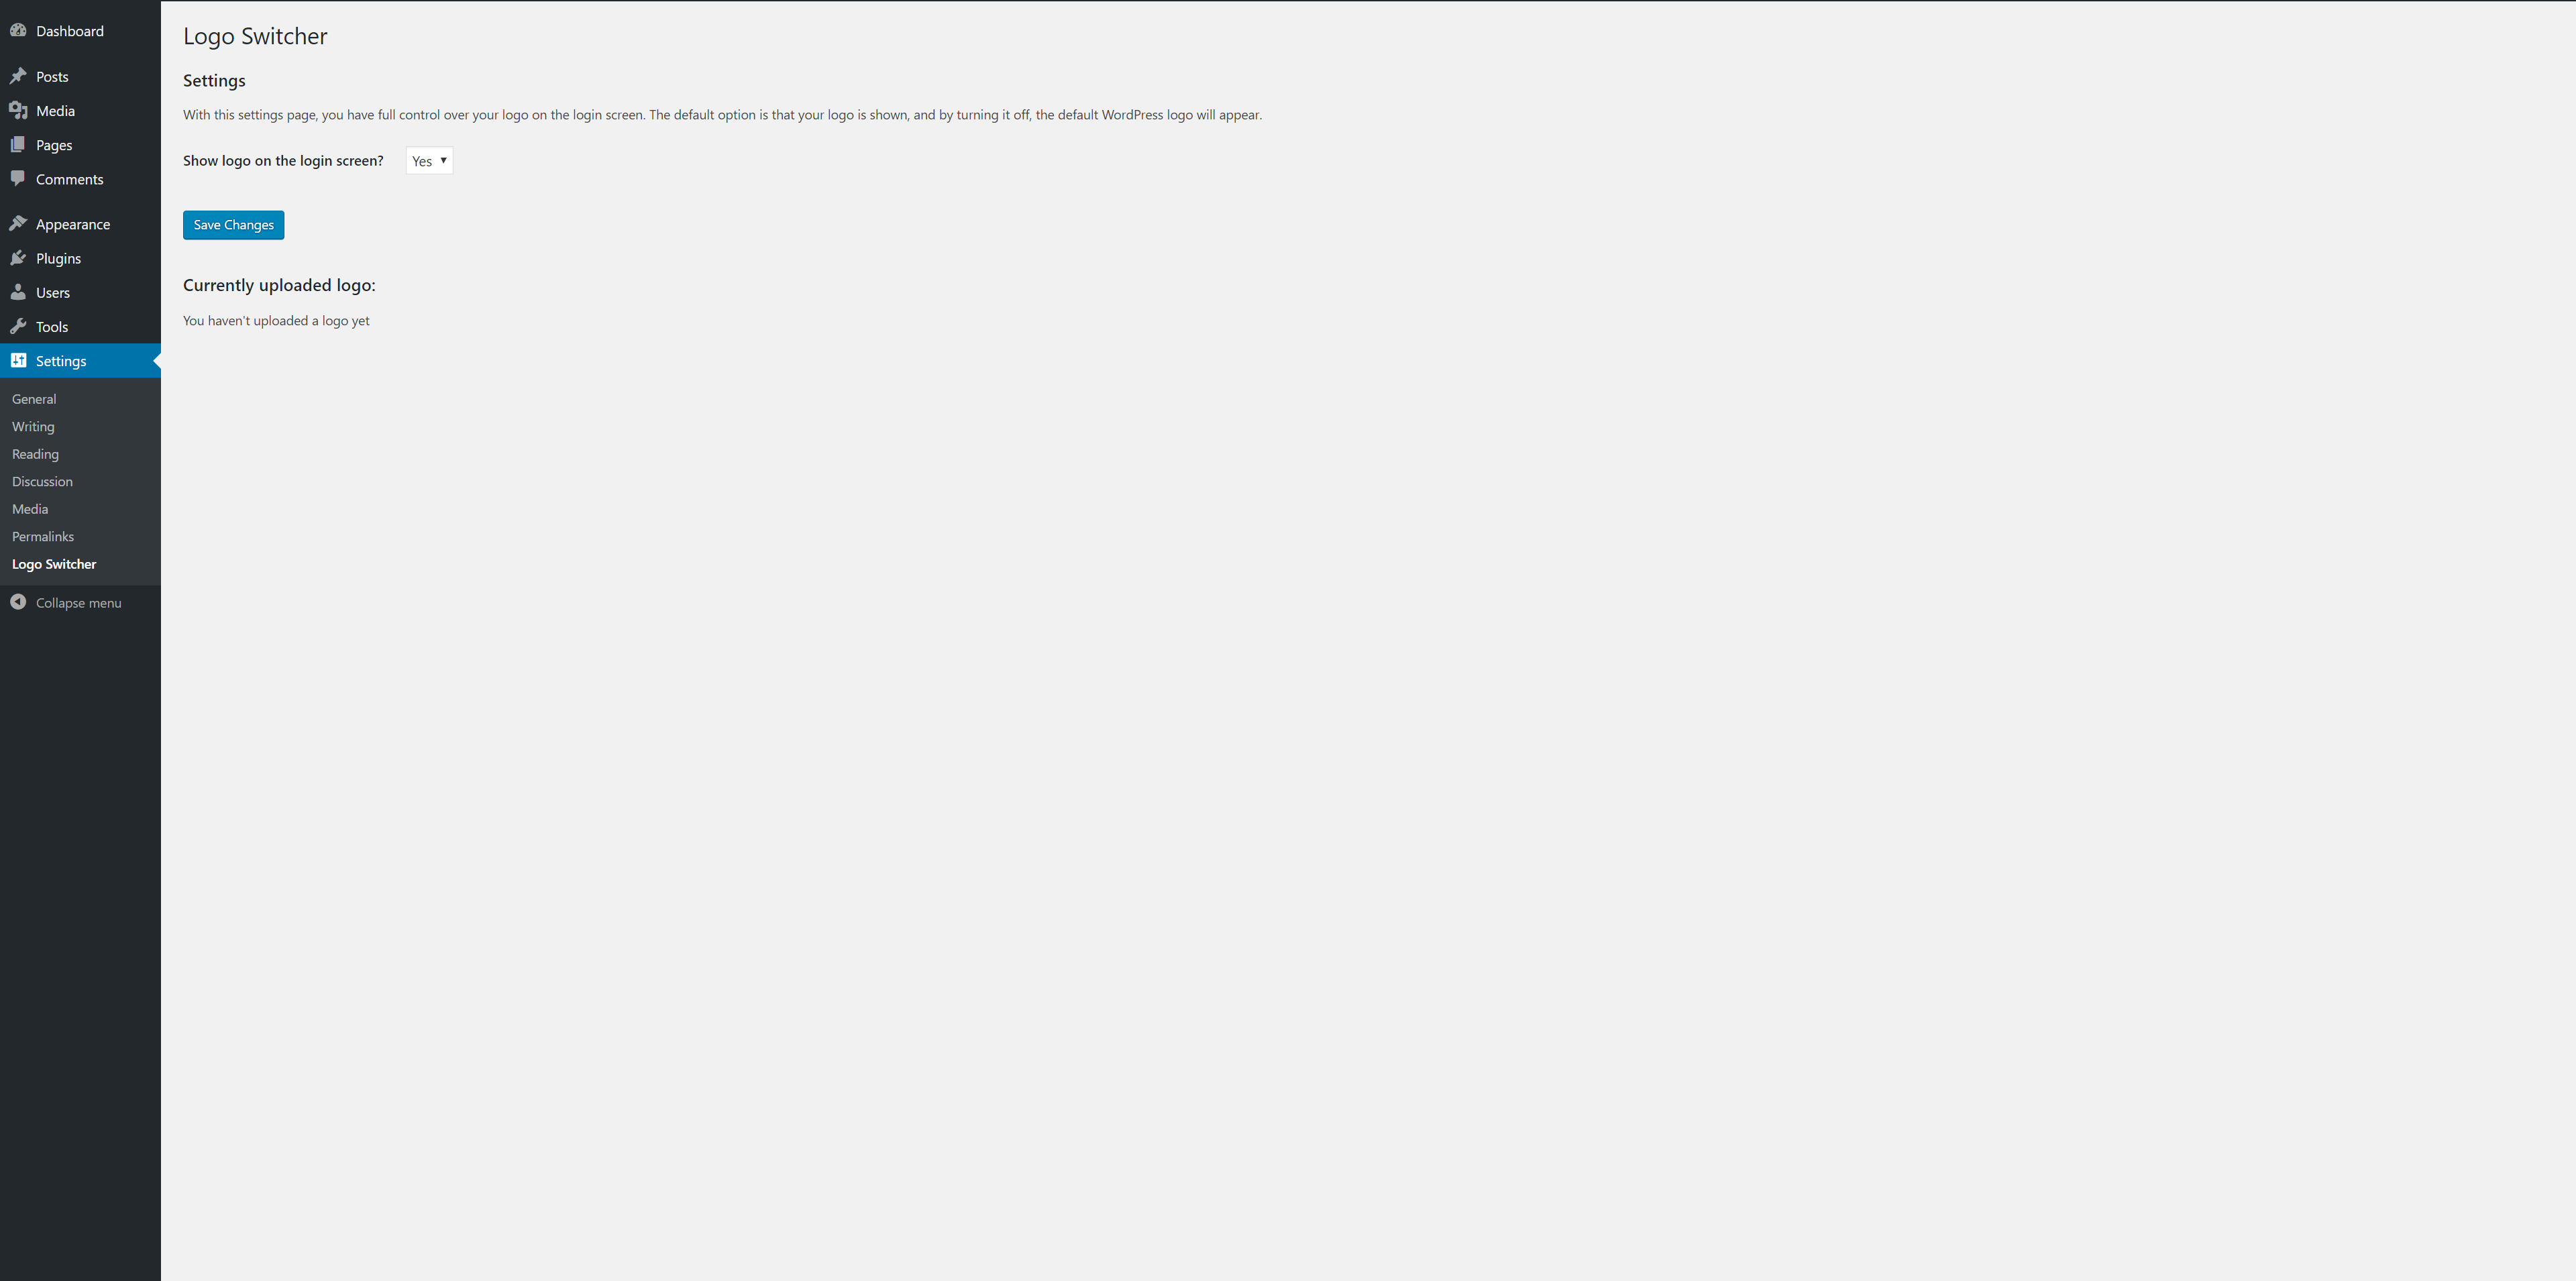 Dashboard
Posts
Media
Pages
Comments
Appearance
Plugins
Users
Tools
Settings
General
Writing
Reading
Discussion
Media
Permalinks
Logo Switcher
Collapse menu
Logo Switcher
Settings
With this settings page, you have full control over your logo on the login screen. The default option is that your logo is shown, and by turning it off, the default WordPress logo will appear.
Show logo on the login screen? Yes
Save Changes
Currently uploaded logo:
You haven't uploaded a logo yet